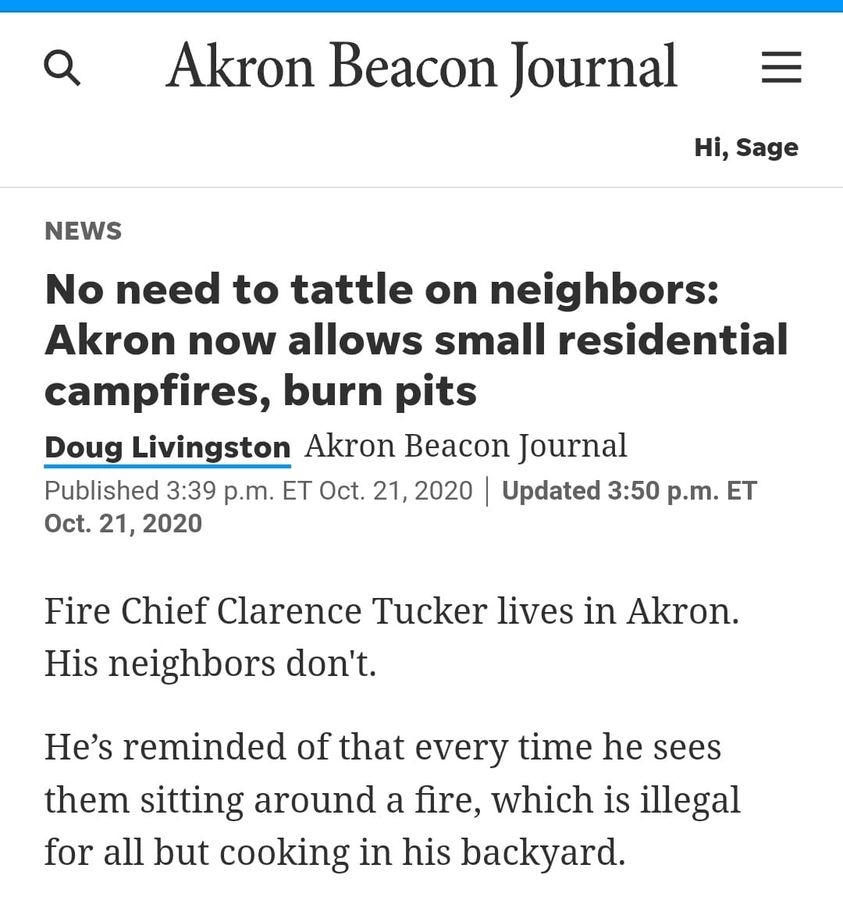 Akron Beacon Journal
Hi, Sage
NEWS
No need to tattle on neighbors:
Akron now allows small residential
campfires, burn pits
Doug Livingston Akron Beacon Journal
Published 3:39 p.m. ET Oct. 21, 2020 | Updated 3:50 p.m. ET
Oct. 21, 2020
Fire Chief Clarence Tucker lives in Akron.
His neighbors don't.
He’s reminded of that every time he sees
them sitting around a fire, which is illegal
for all but cooking in his backyard.